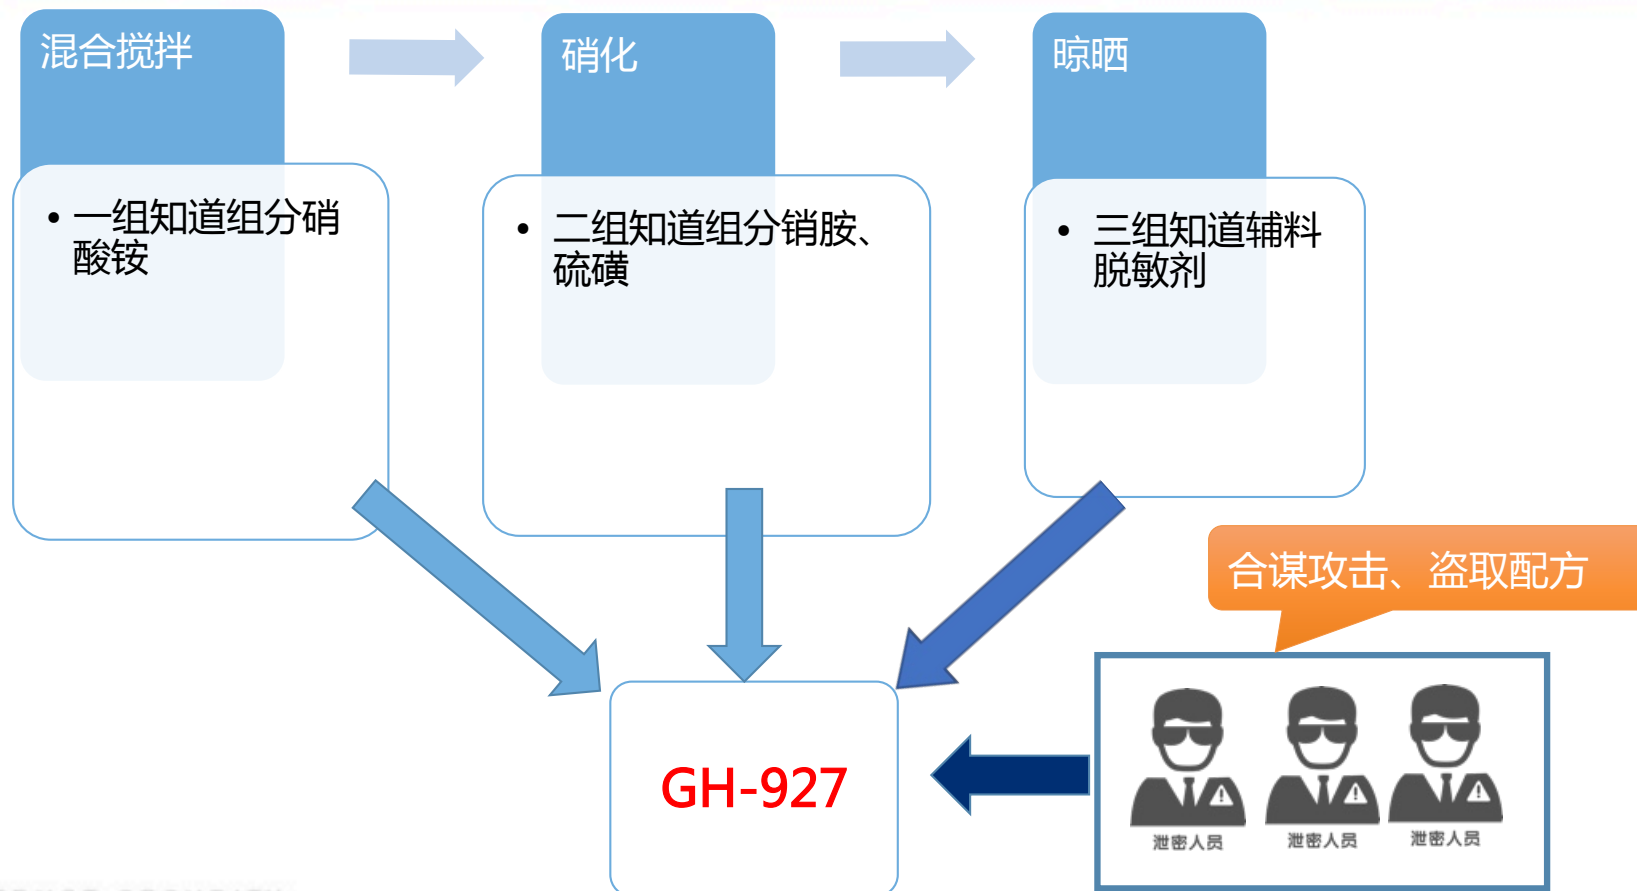 混合搅拌
硝化
晾晒
• 一组知道组分硝
酸铵
• 二组知道组分销胺、
硫磺
• 三组知道辅料
脱敏剂
合谋攻击、盗取配方
GH-927
泄密人员
泄密人员
泄密人员